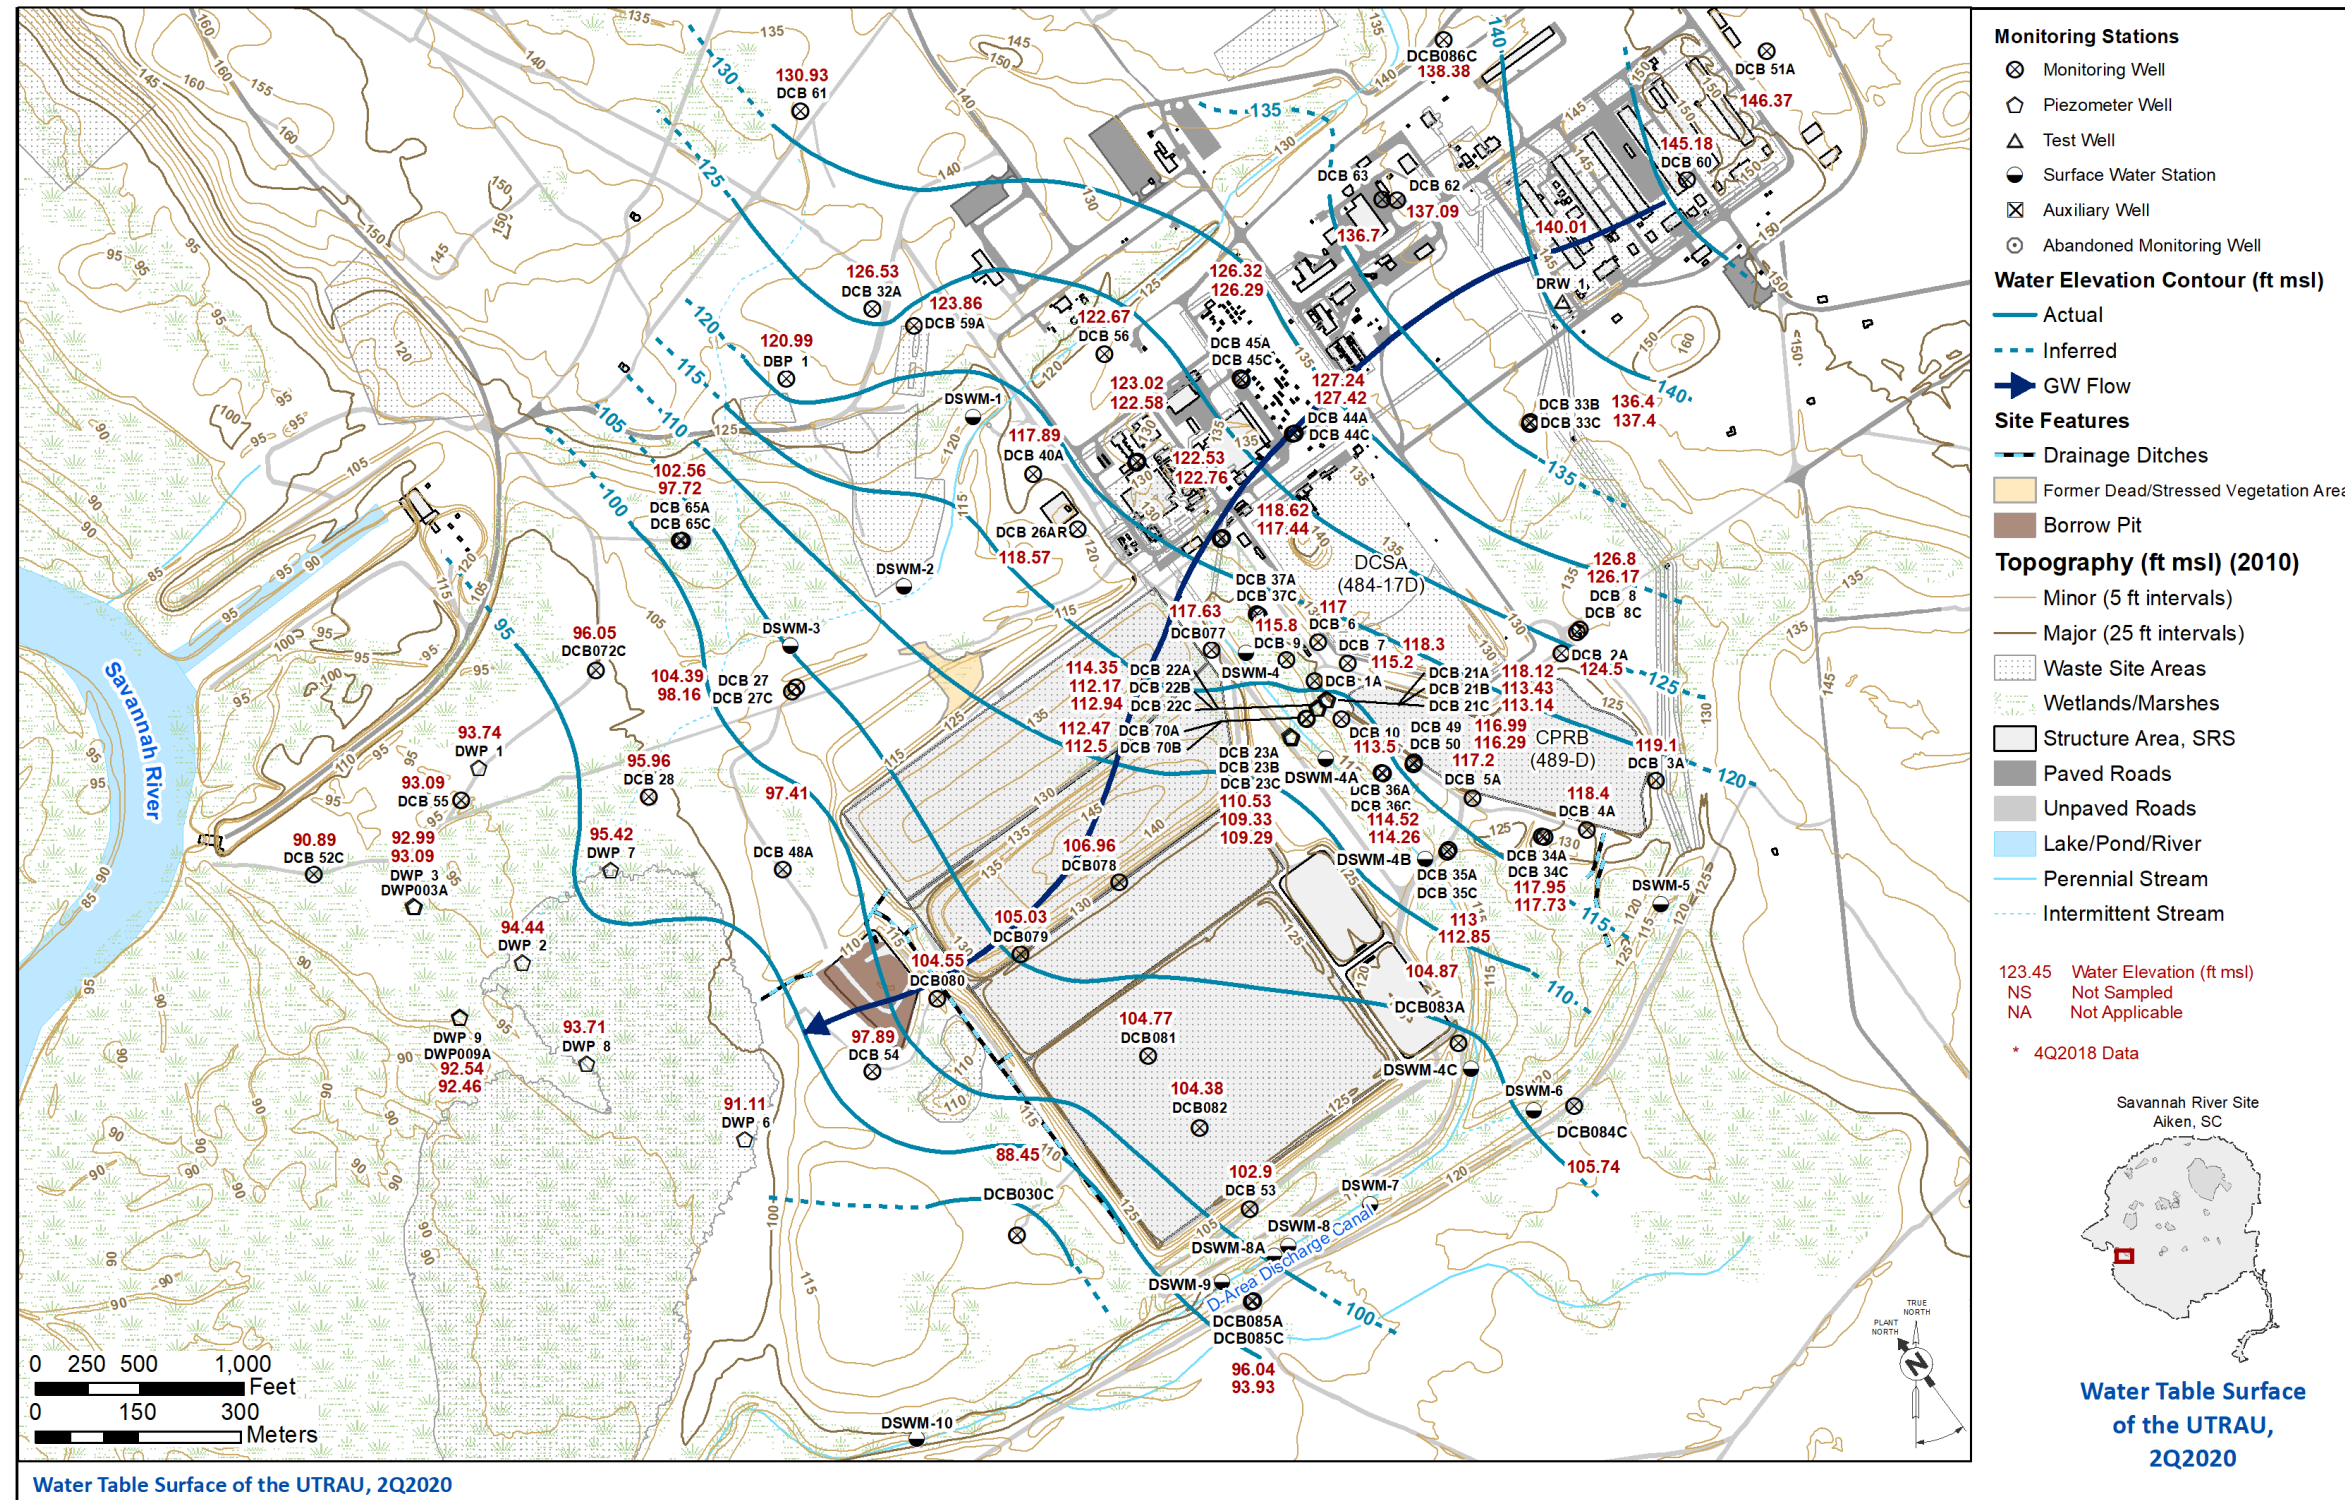 130.93
DCB 61
DCB086C
138.38
DCB 51A
146.37
145.18
DCB 60
DCB 63
DCB 62
137.09
136.7
140.01
DRW 1
126.53
DCB 32A
123.86
DCB 59A
126.32
126.29
DCB 45A
DCB 45C
122.67
DCB 56
120.99
DBP 1
DSWM-1
123.02
122.58
127.24
127.42
DCB 44A
DCB 44C
DCB 33B
DCB 33C
136.4
137.4
117.89
DCB 40A
122.53
122.76
102.56
97.72
DCB 65A
DCB 65C
DCB 26AR
118.57
118.62
117.44
DCSA
(484-17D)
126.8
126.17
DCB 8
DCB 8C
DSWM-2
DCB 37A
DCB 37C
DSWM-3
117.63
DCB077
115.8
DCB 9
117
DCB 6
DCB 7
118.3
115.2
DCB 2A
124.5
96.05
DCB072C
104.39
98.16
DCB 27
DCB 27C
114.35
112.17
112.94
DCB 22A
DCB 22B
DCB 22C
DSWM-4
DCB 1A
DCB 21A
DCB 21B
DCB 21C
118.12
113.43
113.14
112.47
112.5
DCB 70A
DCB 70B
DCB 10
113.5
DCB 49
DCB 50
116.99
116.29
CPRB
(489-D)
119.1
DCB 3A
93.74
DWP 1
93.09
DCB 55
95.96
DCB 28
97.41
DCB 48A
DCB 23A
DCB 23B
DCB 23C
110.53
109.33
109.29
DSWM-4A
DCB 36A
DCB 36C
114.52
114.26
117.2
DCB 5A
118.4
DCB 4A
90.89
DCB 52C
92.99
93.09
DWP 3
DWP003A
95.42
DWP 7
106.96
DCB078
DSWM-4B
DCB 35A
DCB 35C
113
112.85
DCB 34A
DCB 34C
117.95
117.73
DSWM-5
94.44
DWP 2
105.03
DCB079
104.55
DCB080
104.87
DCB083A
DWP 9
DWP009A
92.54
92.46
93.71
DWP 8
97.89
DCB 54
104.77
DCB081
104.38
DCB082
DSWM-4C
DSWM-6
DCB084C
105.74
91.11
DWP 6
88.45
DCB030C
102.9
DCB 53
DSWM-7
DSWM-8
DSWM-8A
DSWM-9
D-Area Discharge Canal
DCB085A
DCB085C
96.04
93.93
DSWM-10
Savannah River
130
125
120
115
110
105
100
95
135
140
140
135
125
120
115
110
100
0 250 500 1,000
Feet
0 150 300
Meters
TRUE
NORTH
PLANT
NORTH
N
Water Table Surface of the UTRAU, 2Q2020
Monitoring Stations
Monitoring Well
Piezometer Well
Test Well
Surface Water Station
Auxiliary Well
Abandoned Monitoring Well
Water Elevation Contour (ft msl)
Actual
Inferred
GW Flow
Site Features
Drainage Ditches
Former Dead/Stressed Vegetation Area
Borrow Pit
Topography (ft msl) (2010)
Minor (5 ft intervals)
Major (25 ft intervals)
Waste Site Areas
Wetlands/Marshes
Structure Area, SRS
Paved Roads
Unpaved Roads
Lake/Pond/River
Perennial Stream
Intermittent Stream
123.45 Water Elevation (ft msl)
NS Not Sampled
NA Not Applicable
* 4Q2018 Data
Savannah River Site
Aiken, SC
Water Table Surface
of the UTRAU,
2Q2020